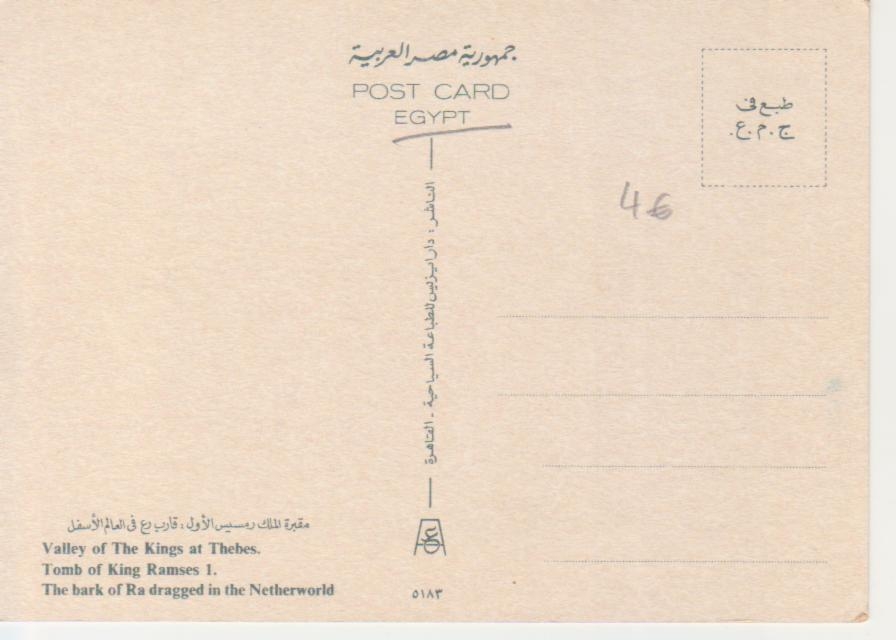 جمهورية مصر العربية
POST CARD
EGYPT
طبع في
ج.م.ع.
4€
الناشر: دار ايزيس للطباعة السياحية - القاهرة
مقبرة الملك رمسيس الأول: قارب رع في العالم الأسفل
Valley of The Kings at Thebes.
Tomb of King Ramses 1.
The bark of Ra dragged in the Netherworld
٥١٨٣